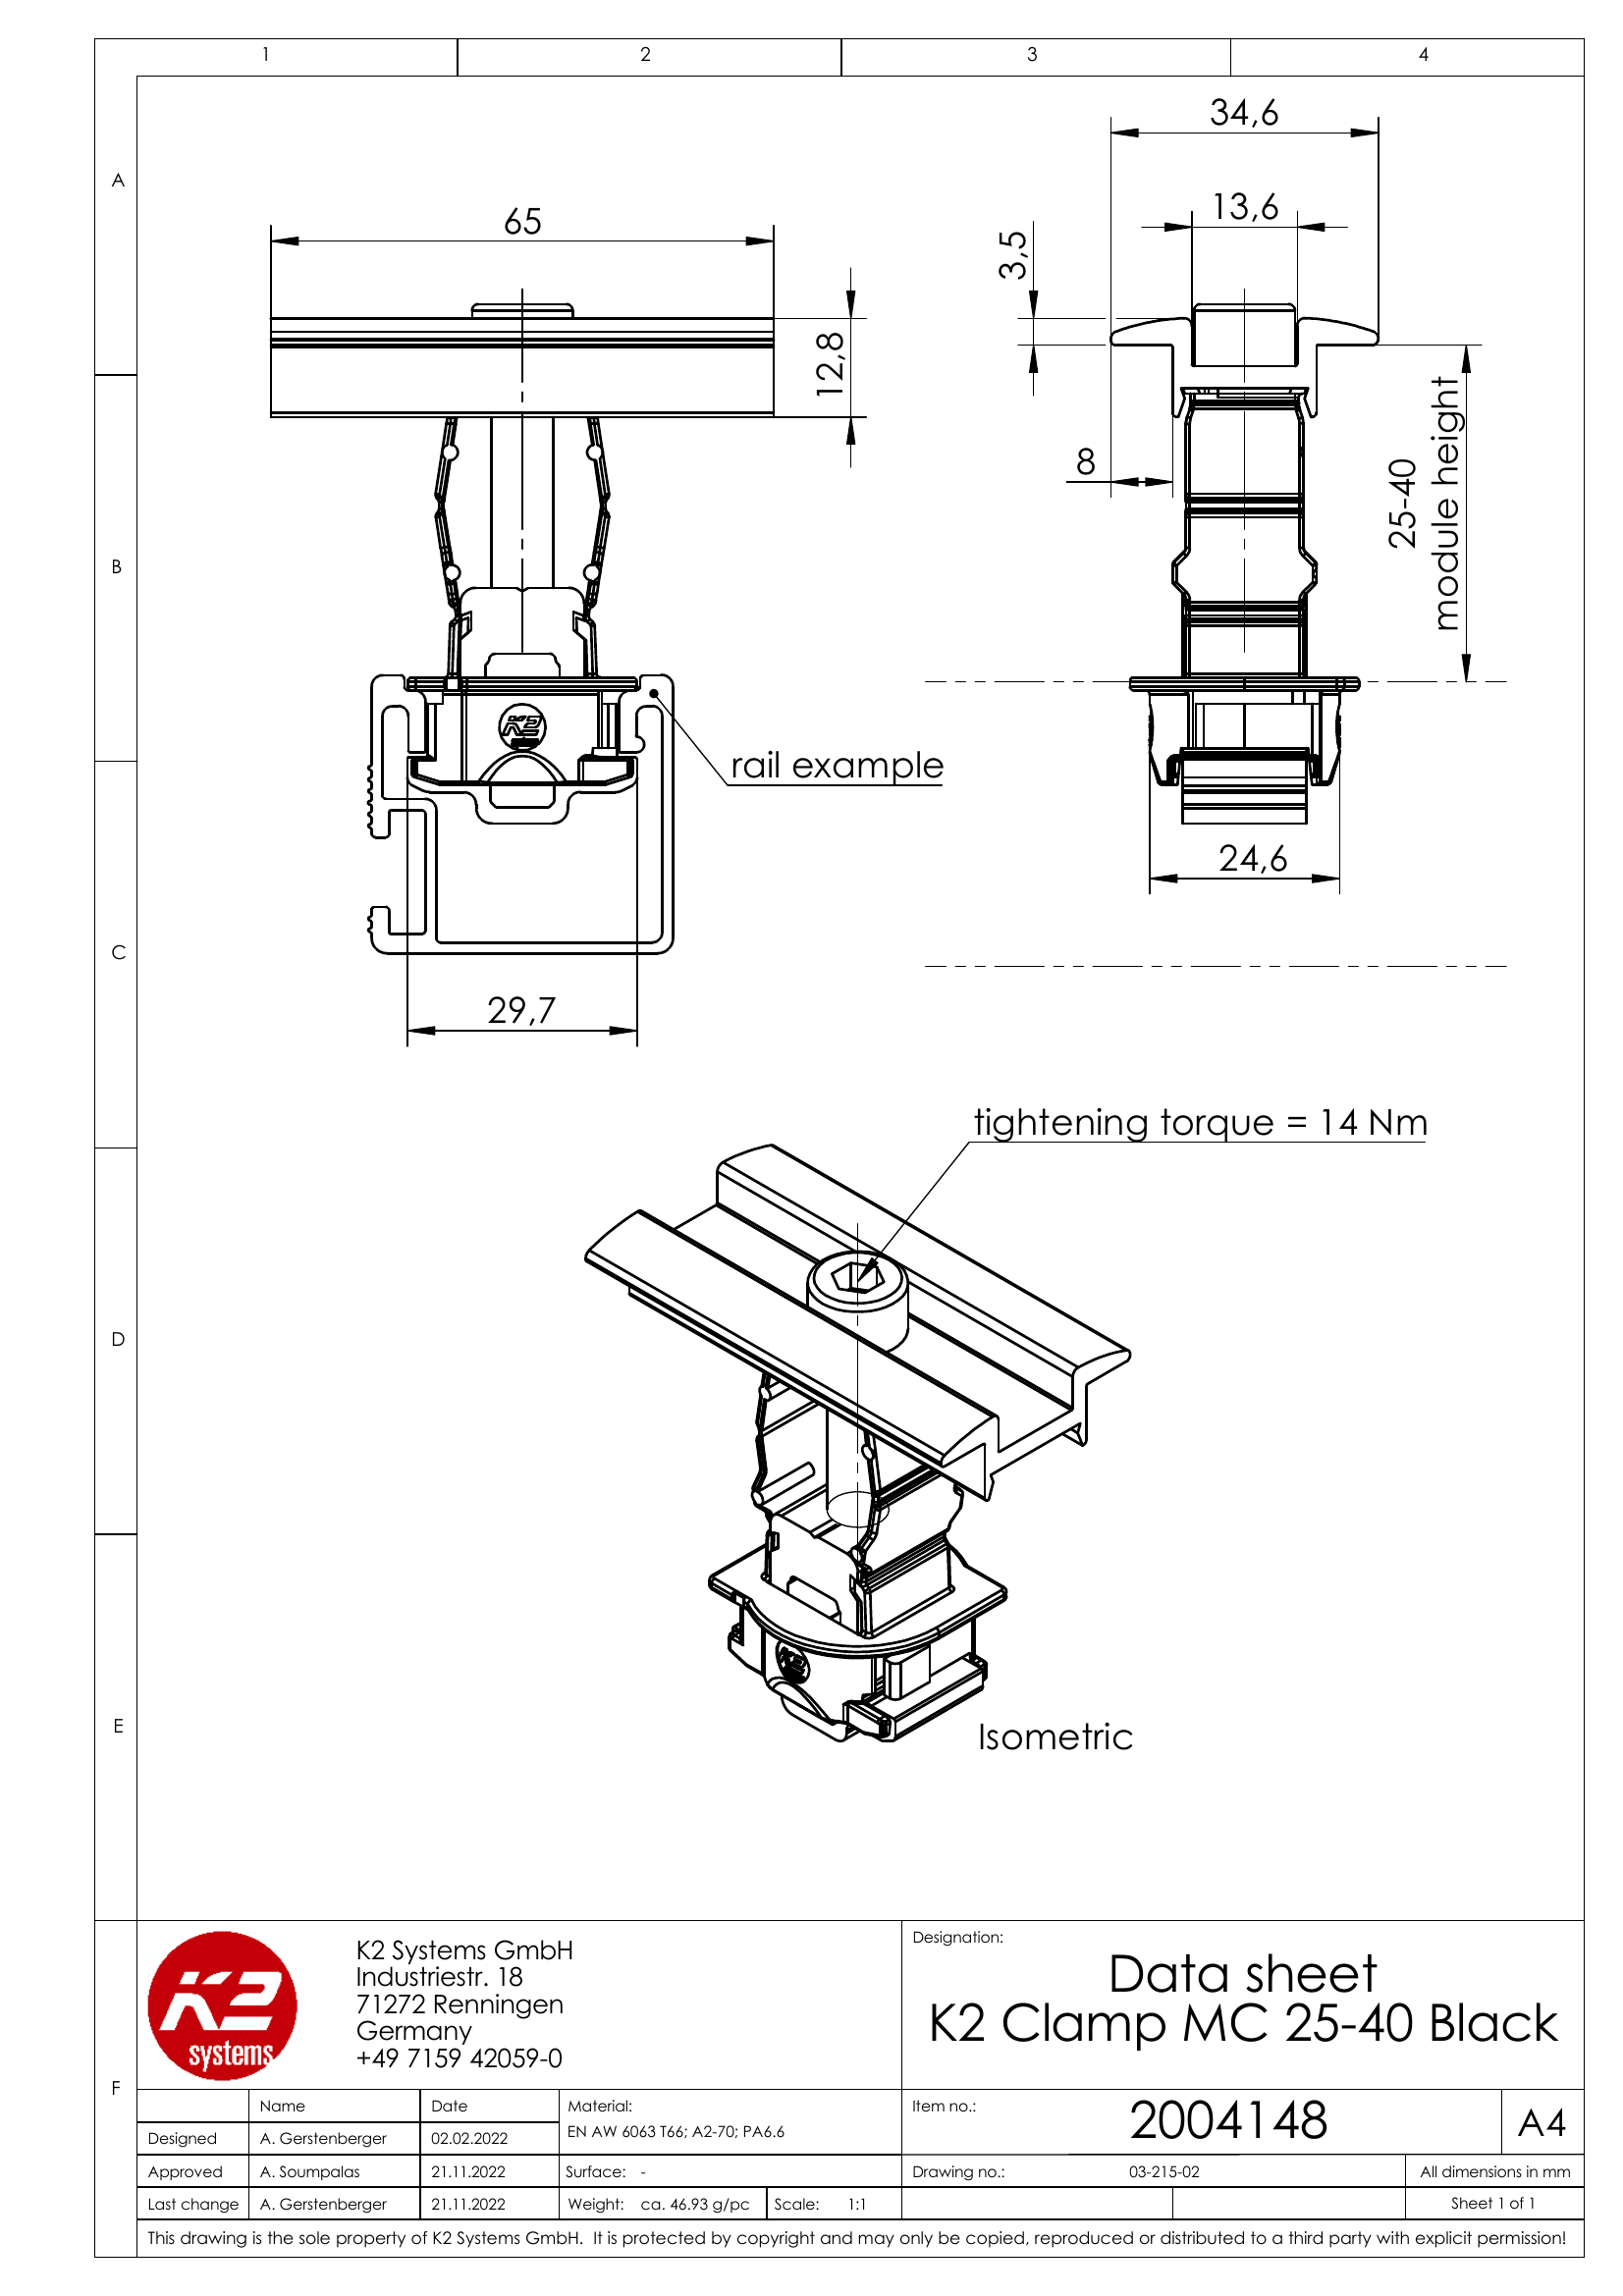 1 2 3 4
A
B
C
D
E
F
34,6
13,6
3,5
65
12,8
8
25-40
module height
rail example
24,6
29,7
tightening torque = 14 Nm
K2
Isometric
K2
systems
K2 Systems GmbH
Industriestr. 18
71272 Renningen
Germany
+49 7159 42059-0
Designation:
Data sheet
K2 Clamp MC 25-40 Black
Name Date Material:
EN AW 6063 T66; A2-70; PA6.6
Item no.: 2004148 A4
Designed A. Gerstenberger 02.02.2022
Approved A. Soumpalas 21.11.2022 Surface: - Drawing no.: 03-215-02 All dimensions in mm
Last change A. Gerstenberger 21.11.2022 Weight: ca. 46.93 g/pc Scale: 1:1 Sheet 1 of 1
This drawing is the sole property of K2 Systems GmbH. It is protected by copyright and may only be copied, reproduced or distributed to a third party with explicit permission!